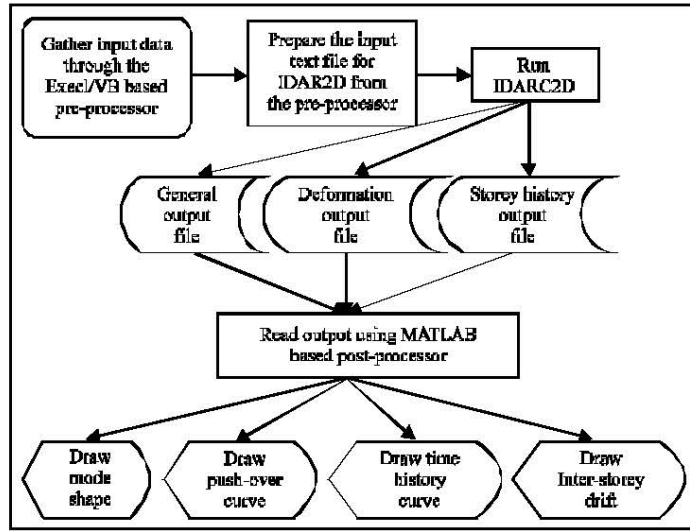 Gather input data
through the
Execl/VB based
pre-processor
Prepare the input
text file for
IDAR2D from
the pre-processor
Run
IDARC2D
General
output
file
Deformation
output
file
Storey history
output
file
Read output using MATLAB
based post-processor
Draw
mode
shape
Draw
push-over
curve
Draw time
history
curve
Draw
Inter-storey
drift